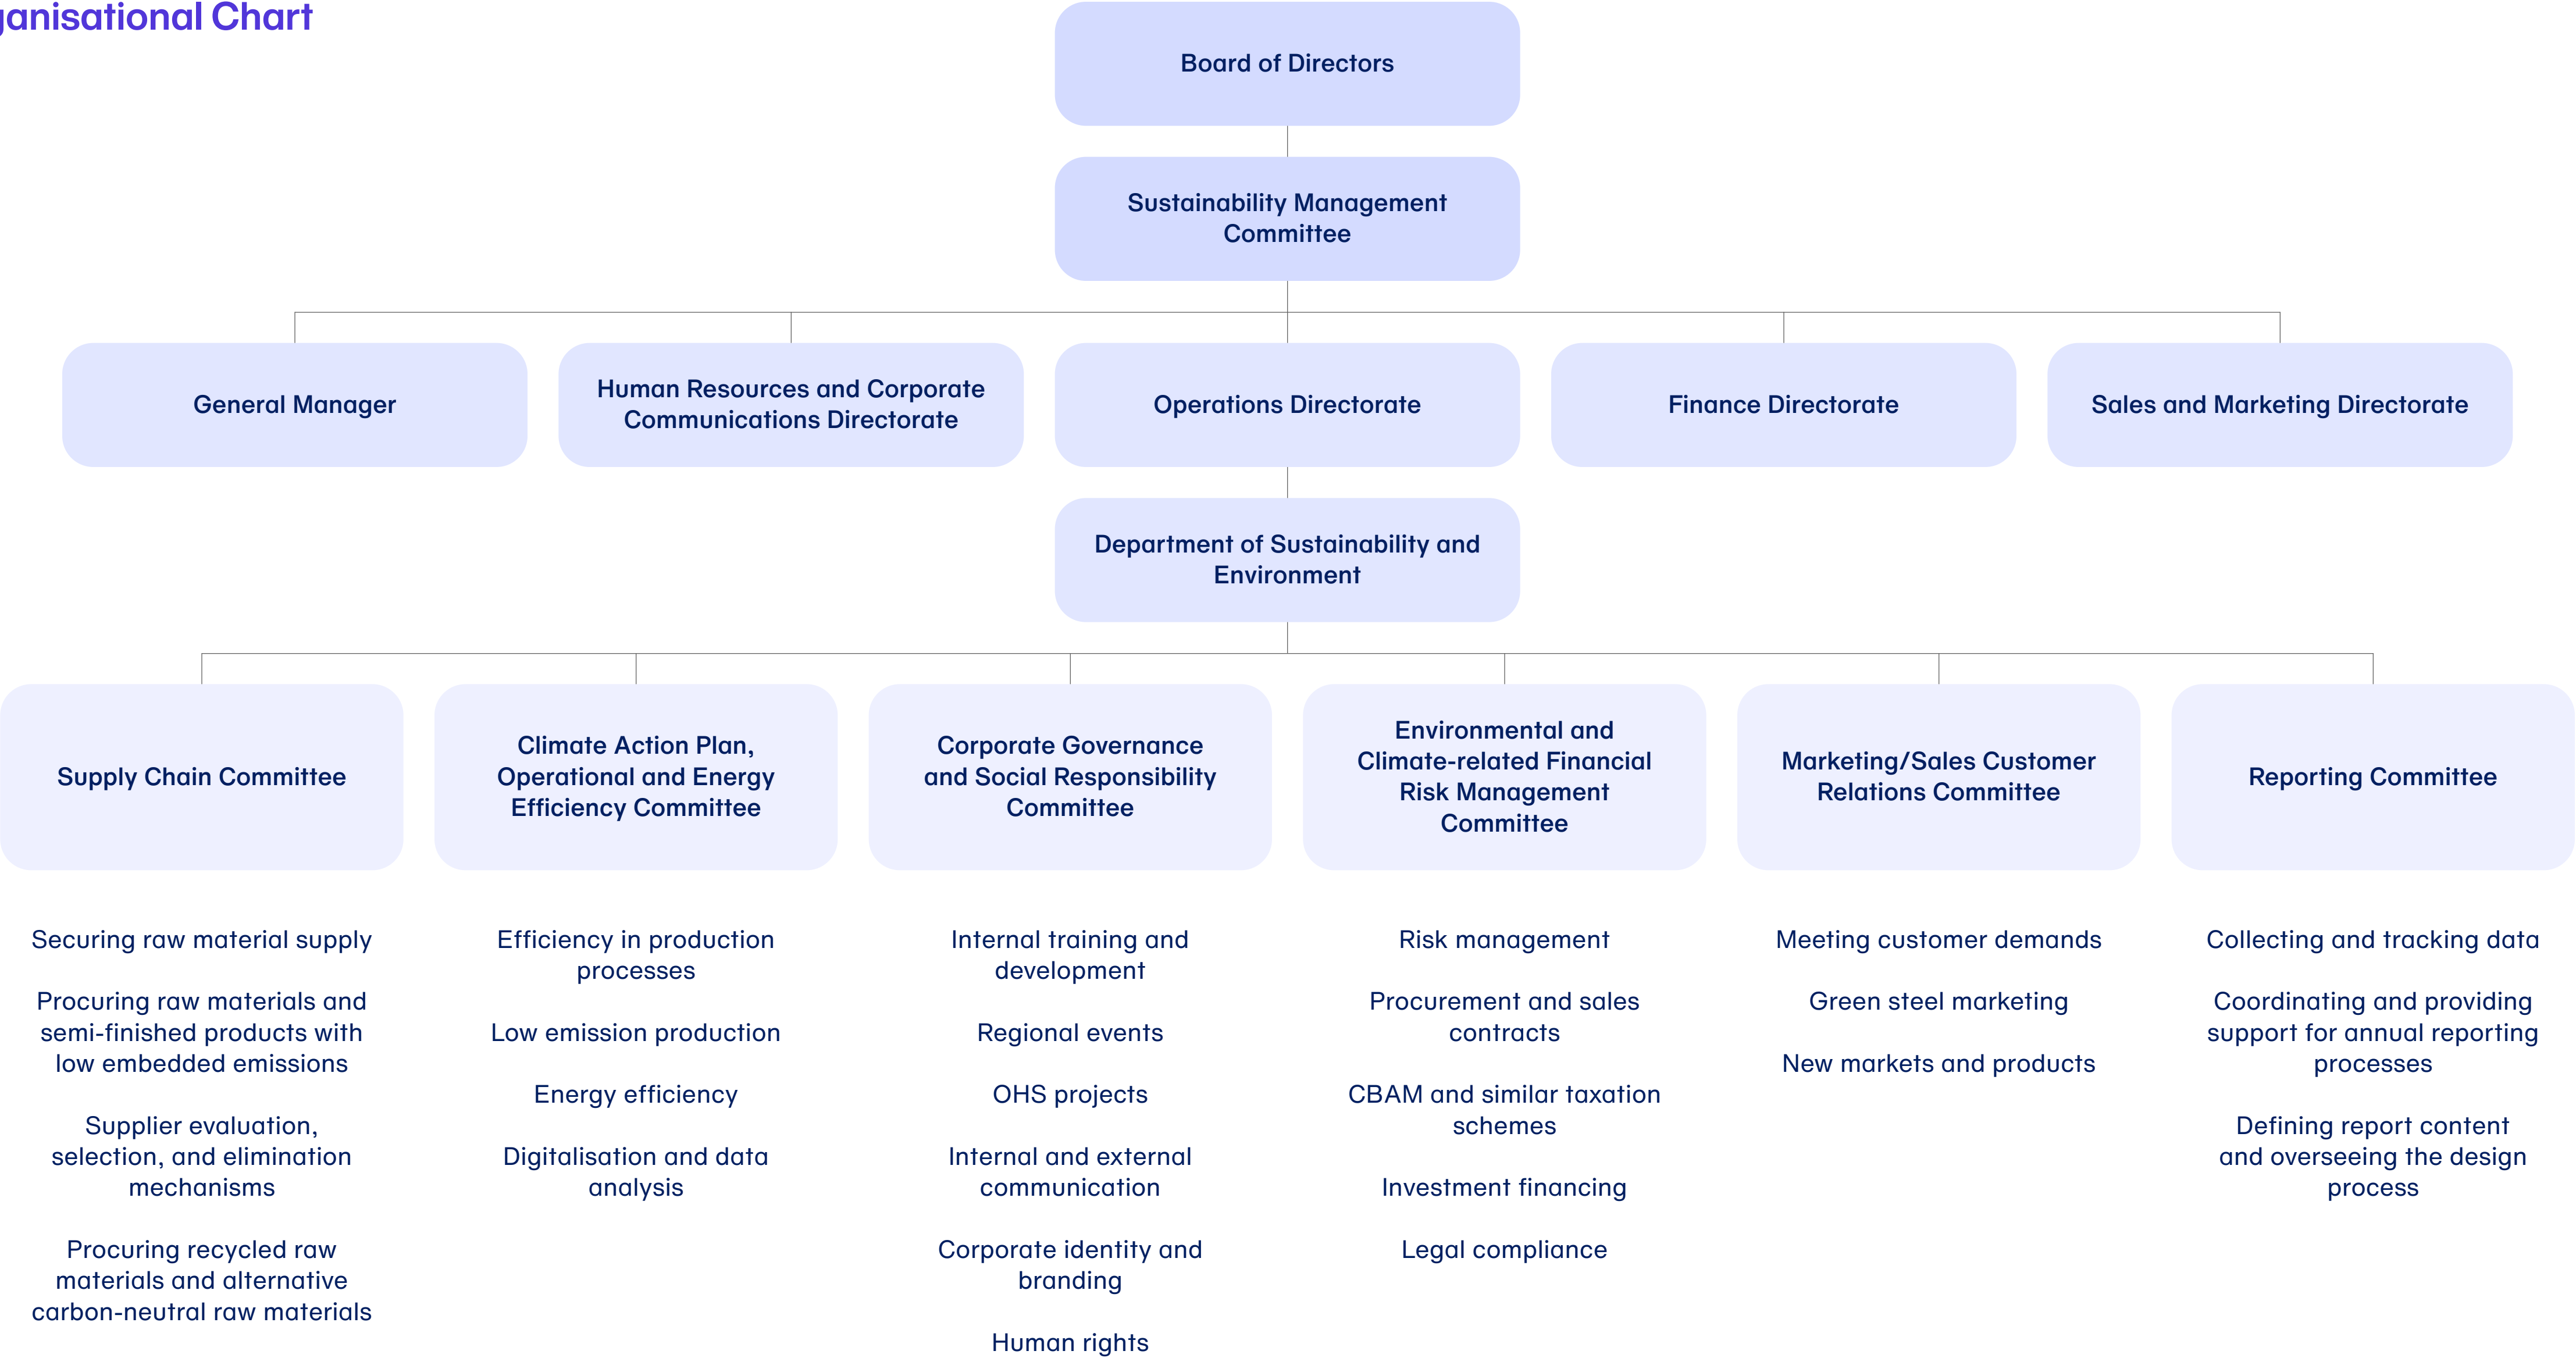 ganisational Chart
Board of Directors
Sustainability Management
Committee
General Manager
Human Resources and Corporate
Communications Directorate
Operations Directorate
Finance Directorate
Sales and Marketing Directorate
Department of Sustainability and
Environment
Supply Chain Committee
Climate Action Plan,
Operational and Energy
Efficiency Committee
Corporate Governance
and Social Responsibility
Committee
Environmental and
Climate-related Financial
Risk Management
Committee
Marketing/Sales Customer
Relations Committee
Reporting Committee
Securing raw material supply
Procuring raw materials and
semi-finished products with
low embedded emissions
Supplier evaluation,
selection, and elimination
mechanisms
Procuring recycled raw
materials and alternative
carbon-neutral raw materials
Efficiency in production
processes
Low emission production
Energy efficiency
Digitalisation and data
analysis
Internal training and
development
Regional events
OHS projects
Internal and external
communication
Corporate identity and
branding
Human rights
Risk management
Procurement and sales
contracts
CBAM and similar taxation
schemes
Investment financing
Legal compliance
Meeting customer demands
Green steel marketing
New markets and products
Collecting and tracking data
Coordinating and providing
support for annual reporting
processes
Defining report content
and overseeing the design
process